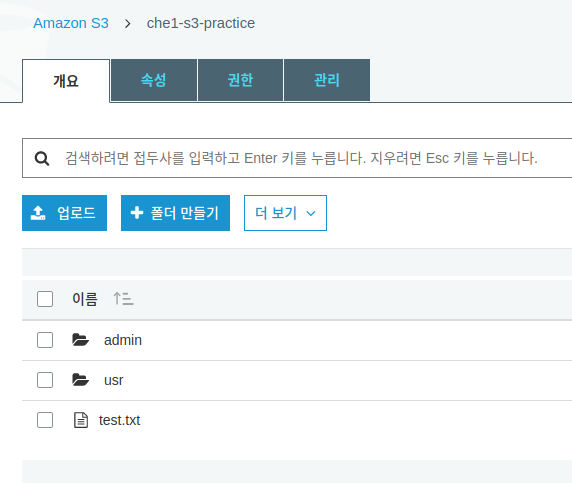 Amazon S3 > che1-s3-practice
개요 속성 권한 관리
검색하려면 접두사를 입력하고 Enter 키를 누릅니다. 지우려면 Esc 키를 누릅니다.
업로드 폴더 만들기 더 보기
이름
admin
usr
test.txt